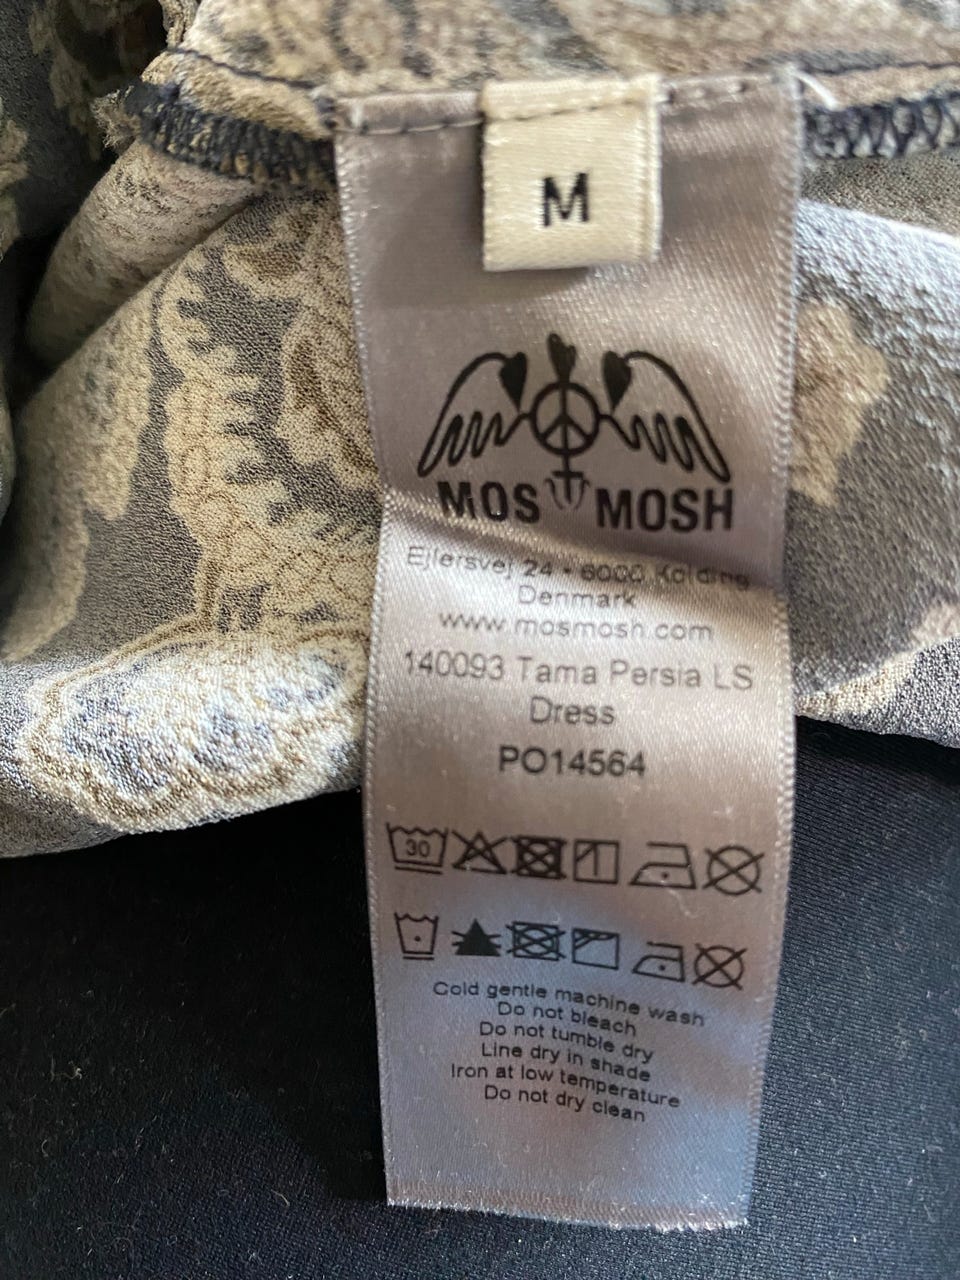 M
MOS MOSH
Ejlersvej 24 - 6000 Kolding
Denmark
www.mosmosh.com
140093 Tama Persia LS
Dress
PO14564
30
Cold gentle machine wash
Do not bleach
Do not tumble dry
Line dry in shade
Iron at low temperature
Do not dry clean